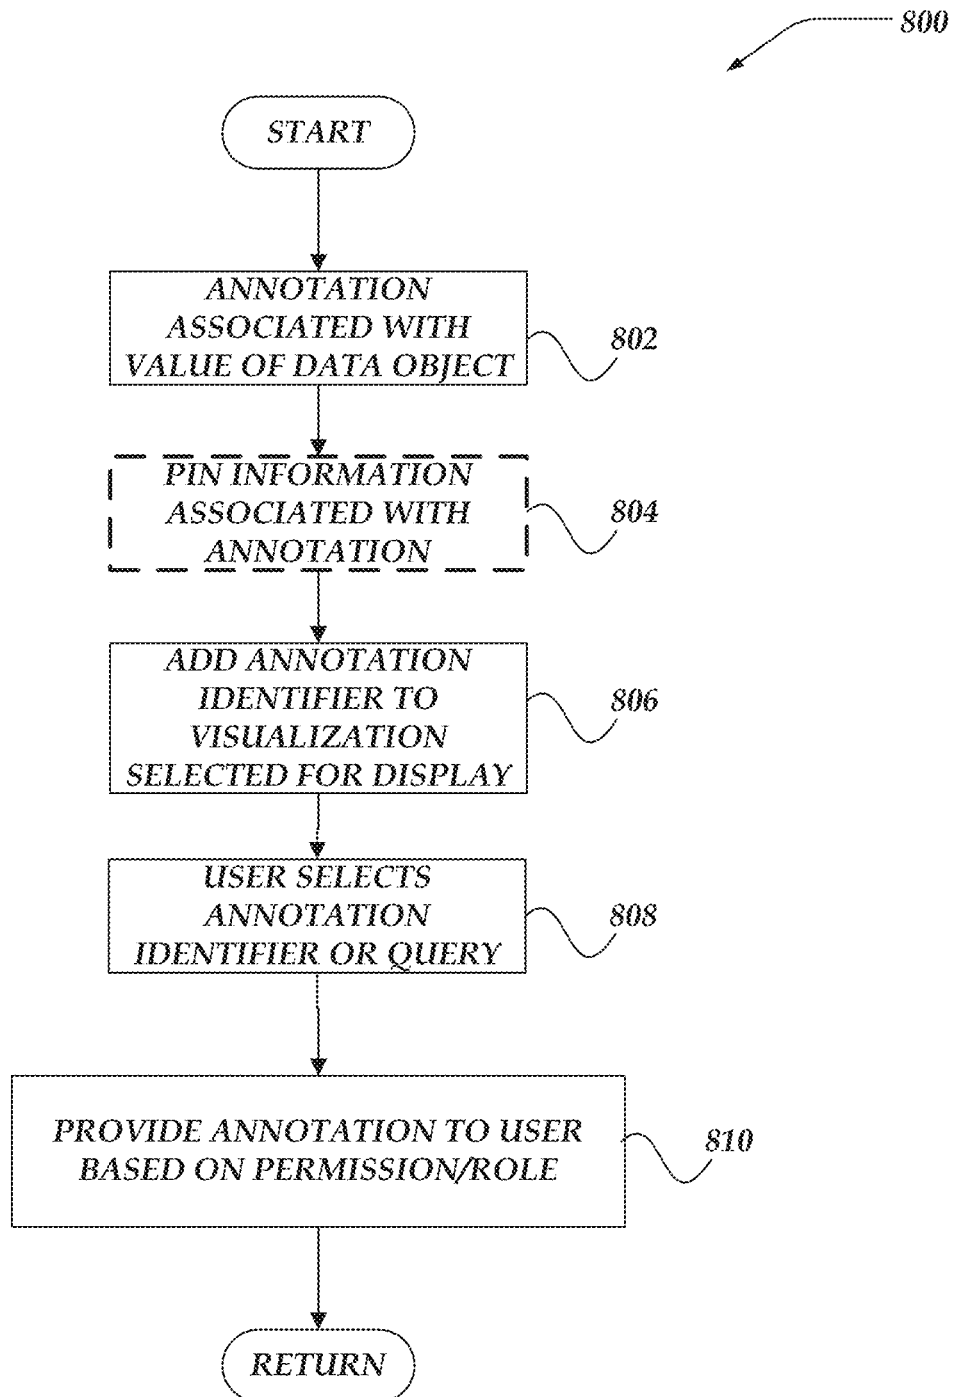 800
START
ANNOTATION
ASSOCIATED WITH
VALUE OF DATA OBJECT
802
PIN INFORMATION
ASSOCIATED WITH
ANNOTATION
804
ADD ANNOTATION
IDENTIFIER TO
VISUALIZATION
SELECTED FOR DISPLAY
806
USER SELECTS
ANNOTATION
IDENTIFIER OR QUERY
808
PROVIDE ANNOTATION TO USER
BASED ON PERMISSION/ROLE
810
RETURN